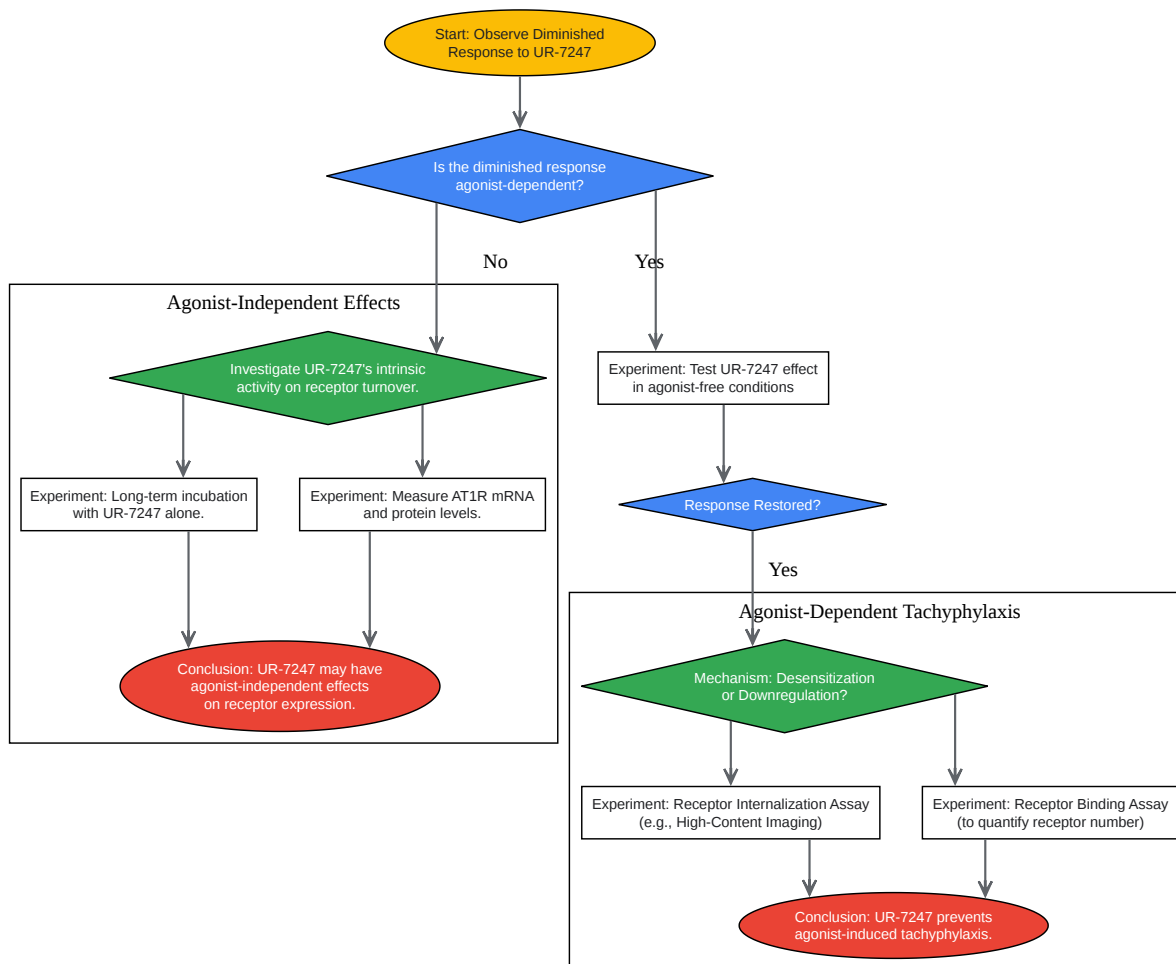 Start: Observe Diminished
Response to UR-7247
Is the diminished response
agonist-dependent?
No
Yes
Agonist-Independent Effects
Investigate UR-7247's intrinsic
activity on receptor turnover.
Experiment: Test UR-7247 effect
in agonist-free conditions
Experiment: Long-term incubation
with UR-7247 alone.
Experiment: Measure AT1R mRNA
and protein levels.
Response Restored?
Yes
Agonist-Dependent Tachyphylaxis
Conclusion: UR-7247 may have
agonist-independent effects
on receptor expression.
Mechanism: Desensitization
or Downregulation?
Experiment: Receptor Internalization Assay
(e.g., High-Content Imaging)
Experiment: Receptor Binding Assay
(to quantify receptor number)
Conclusion: UR-7247 prevents
agonist-induced tachyphylaxis.